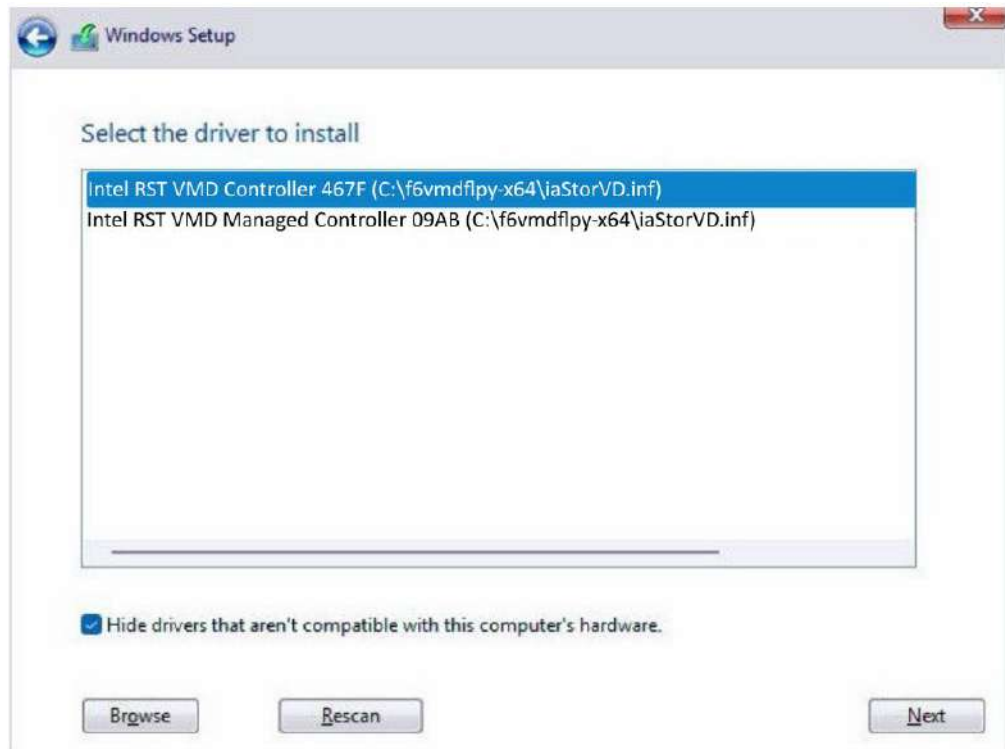 Windows Setup
Select the driver to install
Intel RST VMD Controller 467F (C:\f6vmdflpy-x64\iaStorVD.inf)
Intel RST VMD Managed Controller 09AB (C:\f6vmdflpy-x64\iaStorVD.inf)
Hide drivers that aren't compatible with this computer's hardware.
Browse Rescan Next